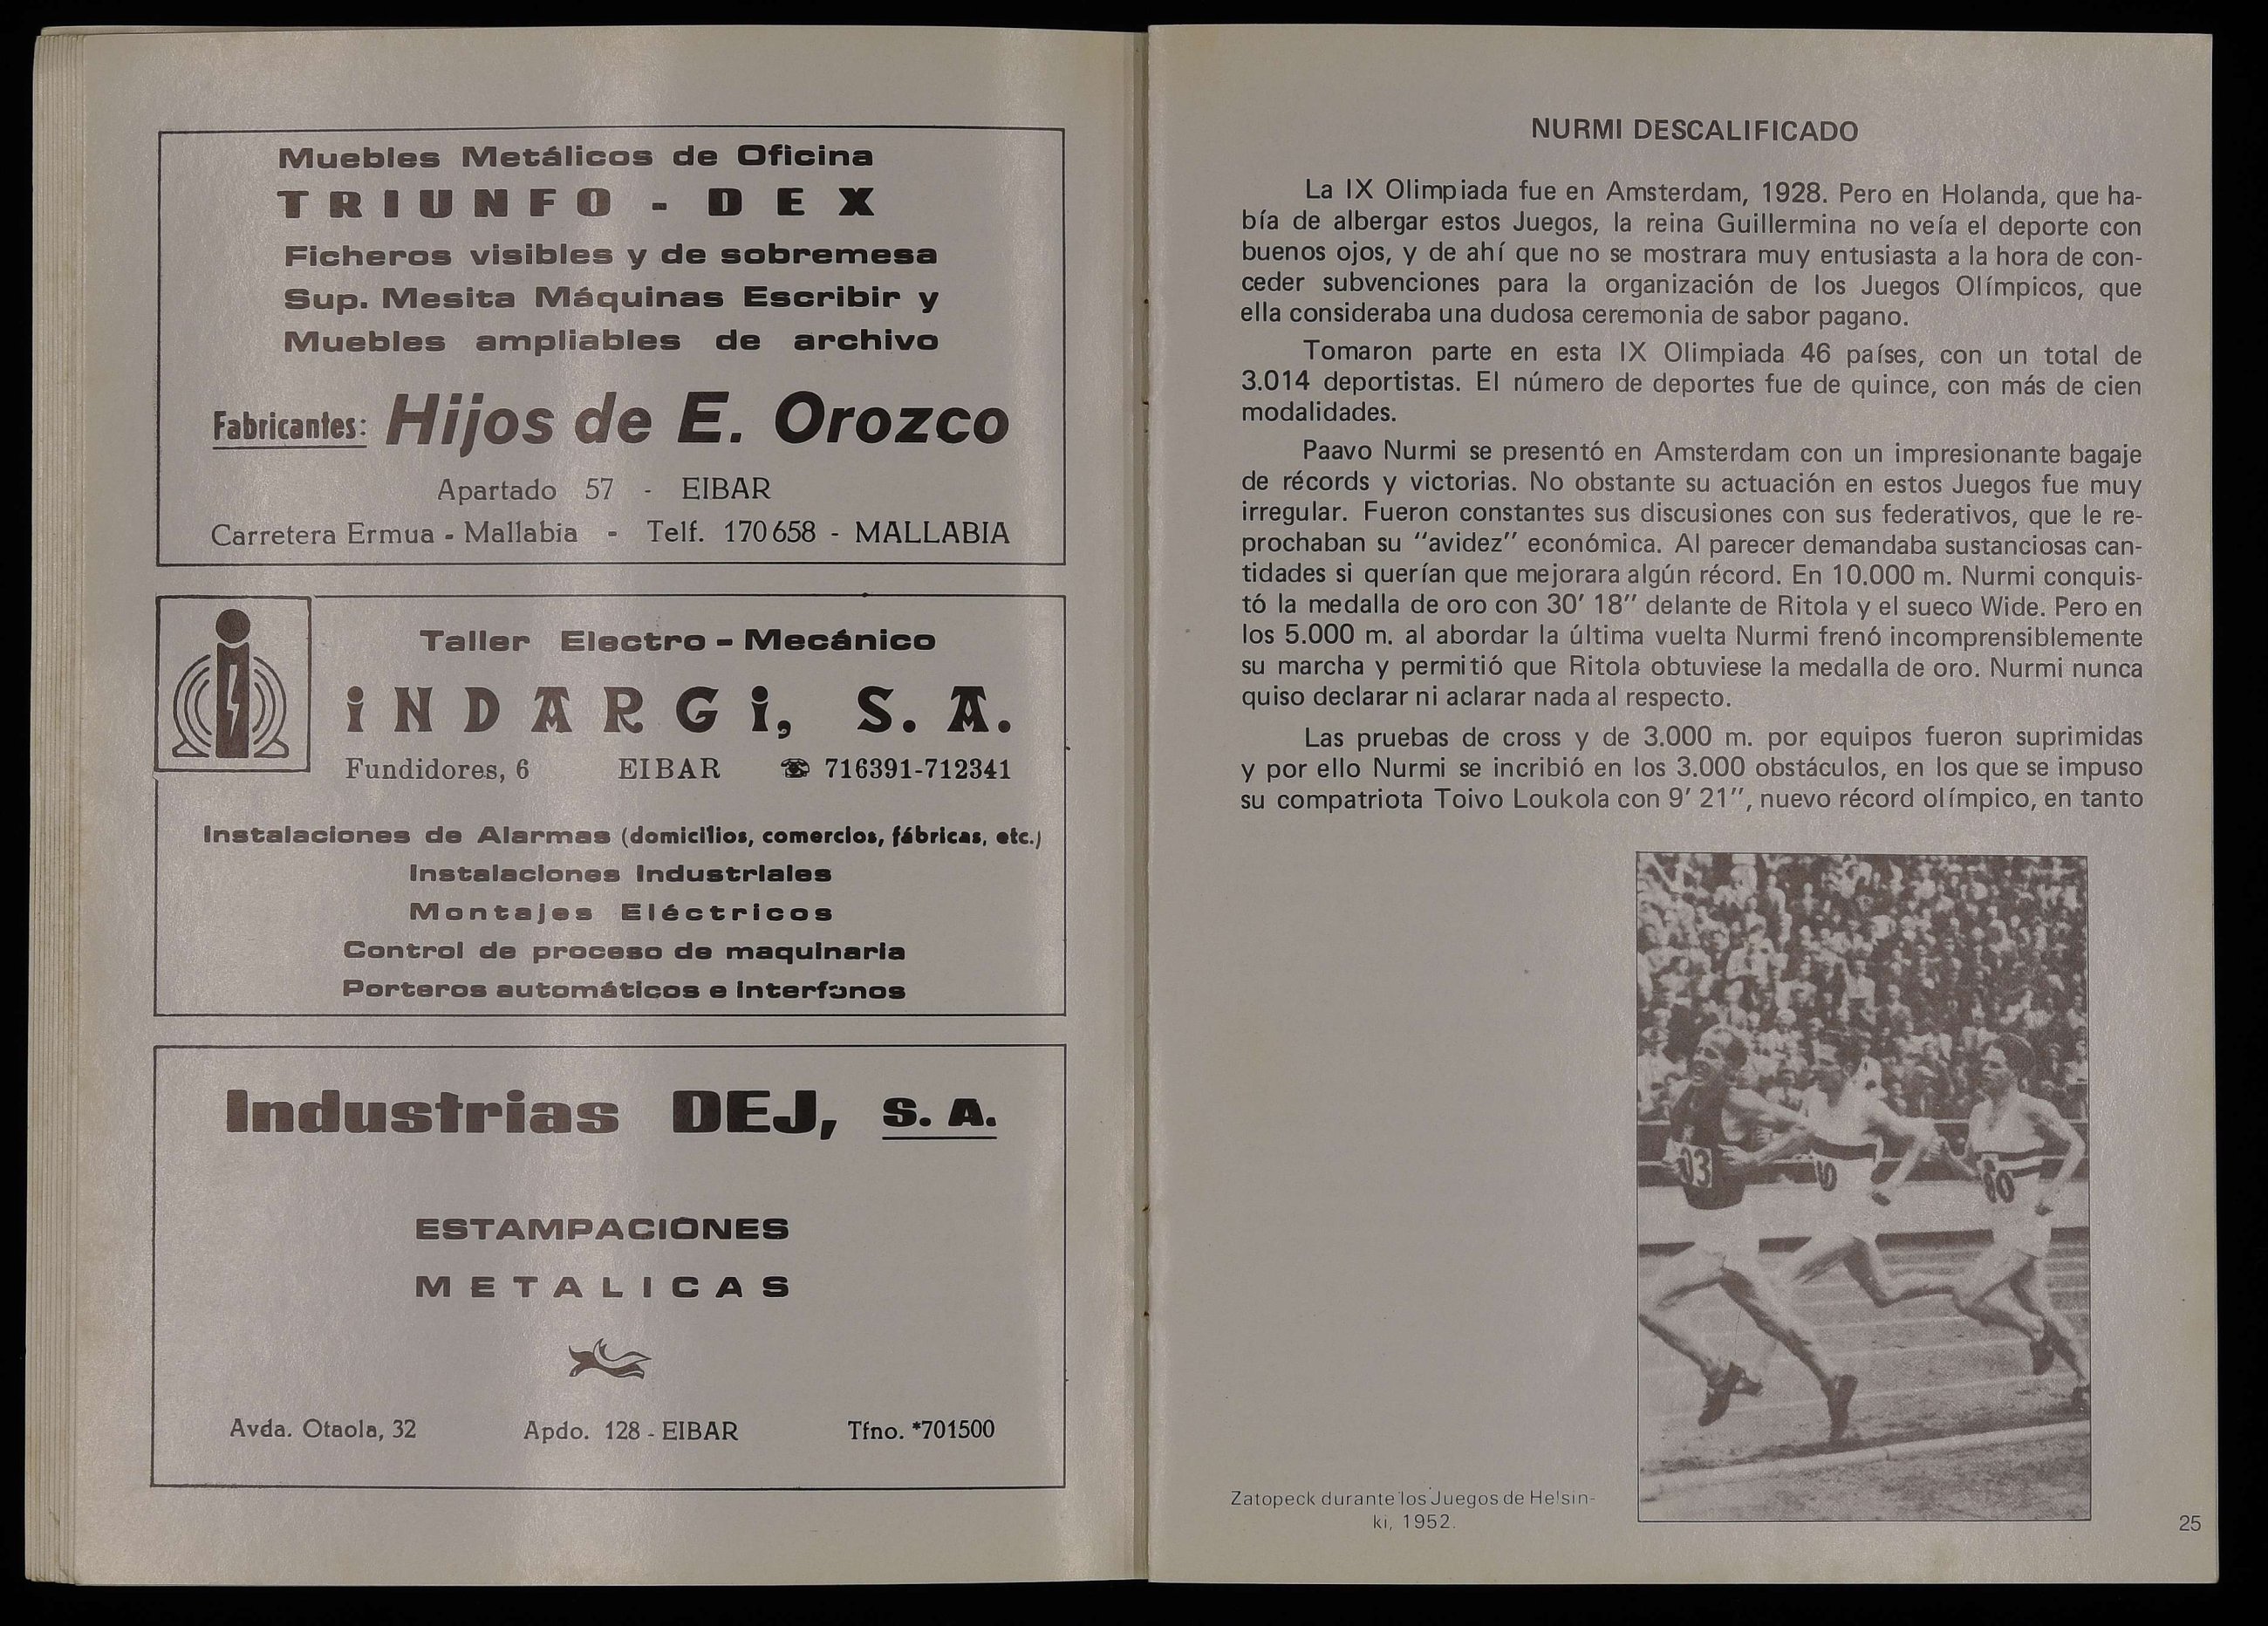 Muebles Metálicos de Oficina
TRIUNFO - DEX
Ficheros visibles y de sobremesa
Sup. Mesita Máquinas Escribir y
Muebles ampliables de archivo
Fabricantes: Hijos de E. Orozco
Apartado 57 - EIBAR
Carretera Ermua - Mallabia - Telf. 170658 - MALLABIA
Taller Electro - Mecánico
iNDARGi, S. A.
Fundidores, 6 EIBAR ☎ 716391-712341
Instalaciones de Alarmas (domicilios, comercios, fábricas, etc.)
Instalaciones Industriales
Montajes Eléctricos
Control de proceso de maquinaria
Porteros automáticos e interfonos
Industrias DEJ, S. A.
ESTAMPACIONES
METALICAS
Avda. Otaola, 32 Apdo. 128 - EIBAR Tfno. *701500
NURMI DESCALIFICADO
La IX Olimpiada fue en Amsterdam, 1928. Pero en Holanda, que ha-
bía de albergar estos Juegos, la reina Guillermina no veía el deporte con
buenos ojos, y de ahí que no se mostrara muy entusiasta a la hora de con-
ceder subvenciones para la organización de los Juegos Olímpicos, que
ella consideraba una dudosa ceremonia de sabor pagano.
Tomaron parte en esta IX Olimpiada 46 países, con un total de
3.014 deportistas. El número de deportes fue de quince, con más de cien
modalidades.
Paavo Nurmi se presentó en Amsterdam con un impresionante bagaje
de récords y victorias. No obstante su actuación en estos Juegos fue muy
irregular. Fueron constantes sus discusiones con sus federativos, que le re-
prochaban su "avidez" económica. Al parecer demandaba sustanciosas can-
tidades si querían que mejorara algún récord. En 10.000 m. Nurmi conquis-
tó la medalla de oro con 30' 18" delante de Ritola y el sueco Wide. Pero en
los 5.000 m. al abordar la última vuelta Nurmi frenó incomprensiblemente
su marcha y permitió que Ritola obtuviese la medalla de oro. Nurmi nunca
quiso declarar ni aclarar nada al respecto.
Las pruebas de cross y de 3.000 m. por equipos fueron suprimidas
y por ello Nurmi se incribió en los 3.000 obstáculos, en los que se impuso
su compatriota Toivo Loukola con 9' 21", nuevo récord olímpico, en tanto
Zatopeck durante los Juegos de Helsin-
ki, 1952.
25